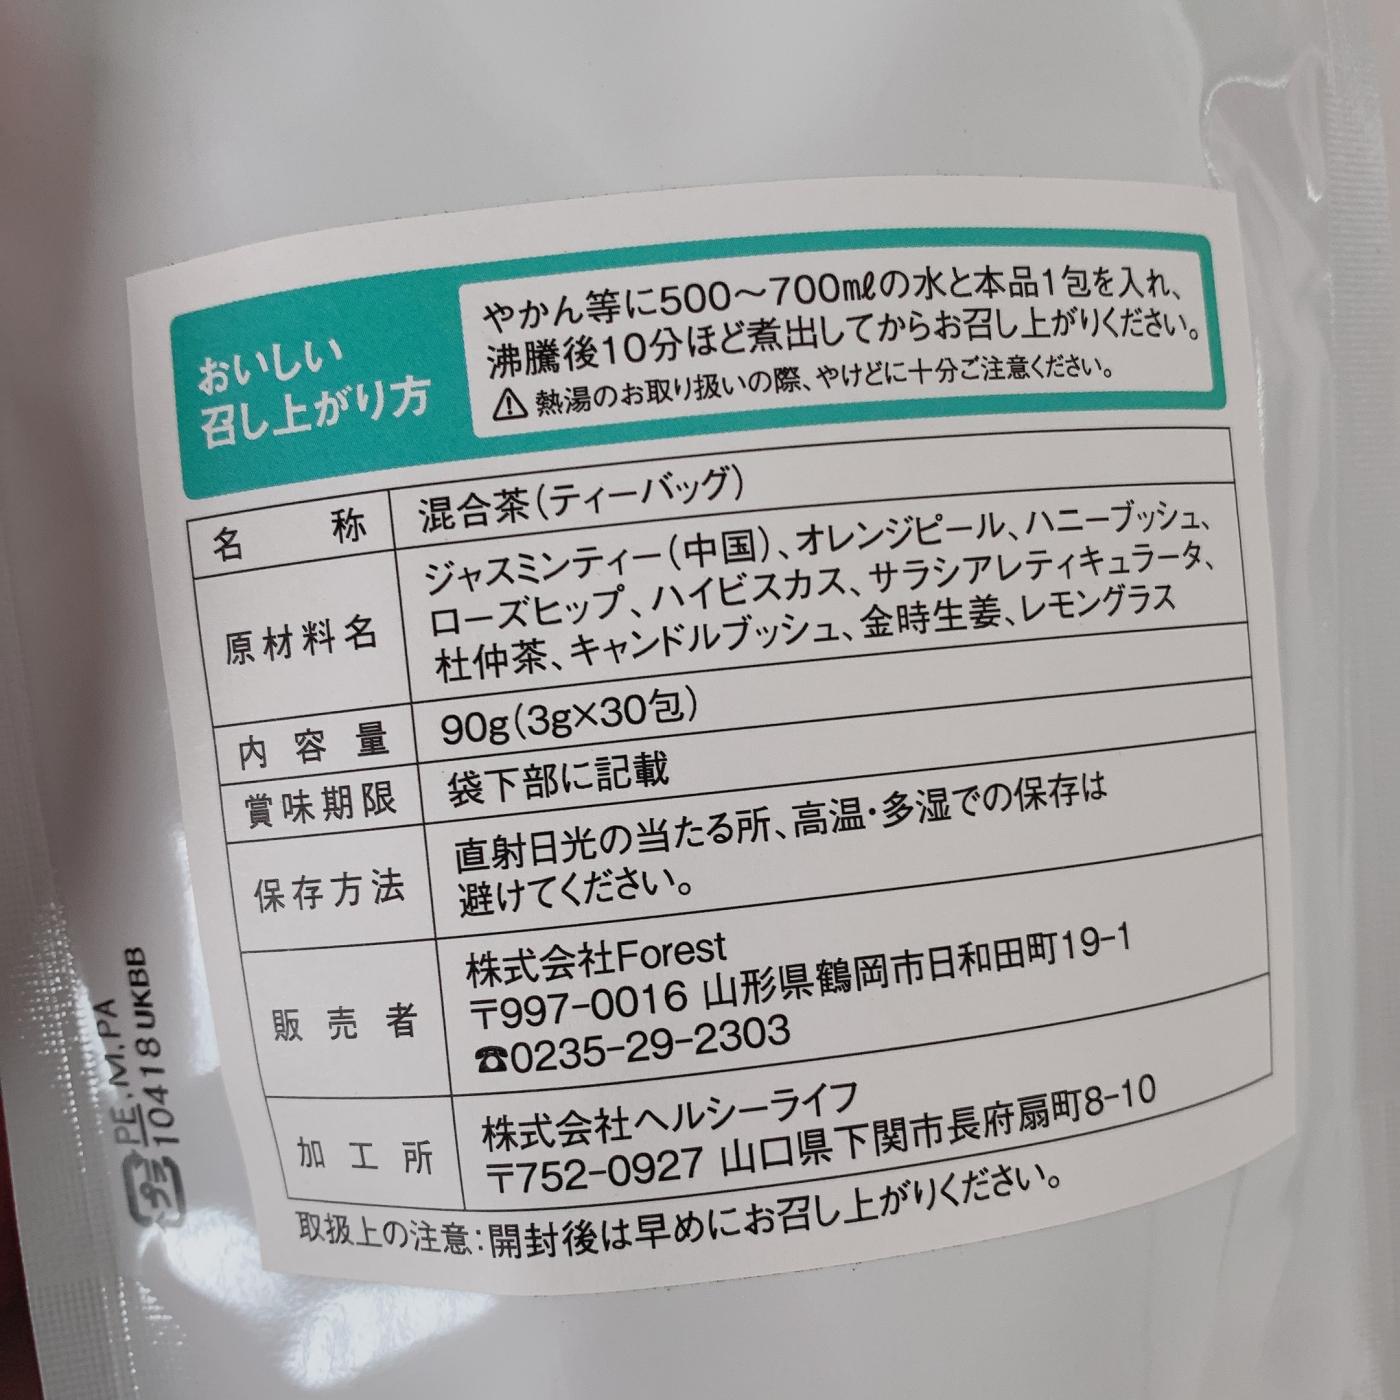 おいしい
召し上がり方
やかん等に500〜700mℓの水と本品1包を入れ、
沸騰後10分ほど煮出してからお召し上がりください。
⚠熱湯のお取り扱いの際、やけどに十分ご注意ください。
名称 混合茶(ティーバッグ)
原材料名 ジャスミンティー(中国)、オレンジピール、ハニーブッシュ、
ローズヒップ、ハイビスカス、サラシアレティキュラータ、
杜仲茶、キャンドルブッシュ、金時生姜、レモングラス
内容量 90g(3g×30包)
賞味期限 袋下部に記載
保存方法 直射日光の当たる所、高温・多湿での保存は
避けてください。
販売者 株式会社Forest
〒997-0016 山形県鶴岡市日和田町19-1
☎0235-29-2303
加工所 株式会社ヘルシーライフ
〒752-0927 山口県下関市長府扇町8-10
取扱上の注意:開封後は早めにお召し上がりください。
プラ
PE,M,PA
10418UKBB